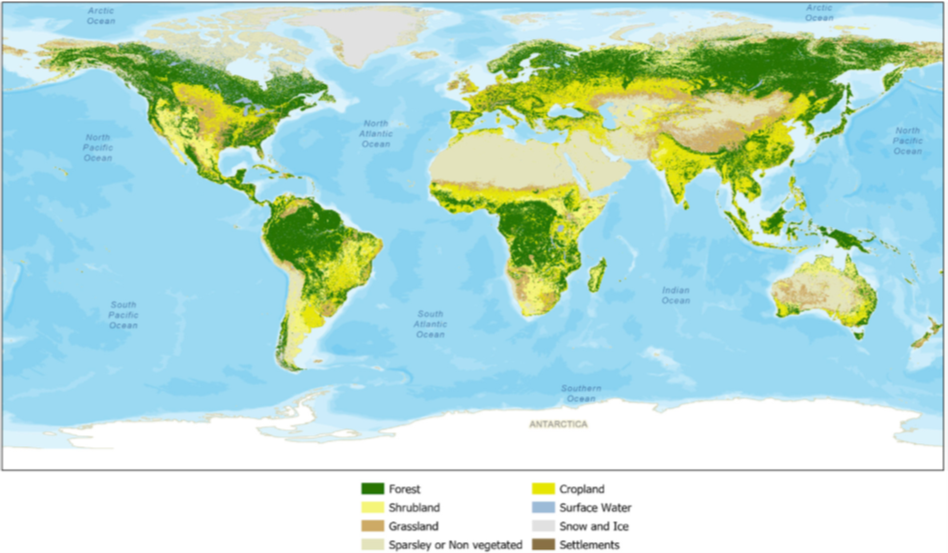 Arctic
Ocean
Arctic
Ocean
North
Pacific
Ocean
North
Atlantic
Ocean
North
Pacific
Ocean
South
Pacific
Ocean
South
Atlantic
Ocean
Indian
Ocean
Southern
Ocean
ANTARCTICA
Forest
Cropland
Shrubland
Surface Water
Grassland
Snow and Ice
Sparsley or Non vegetated
Settlements